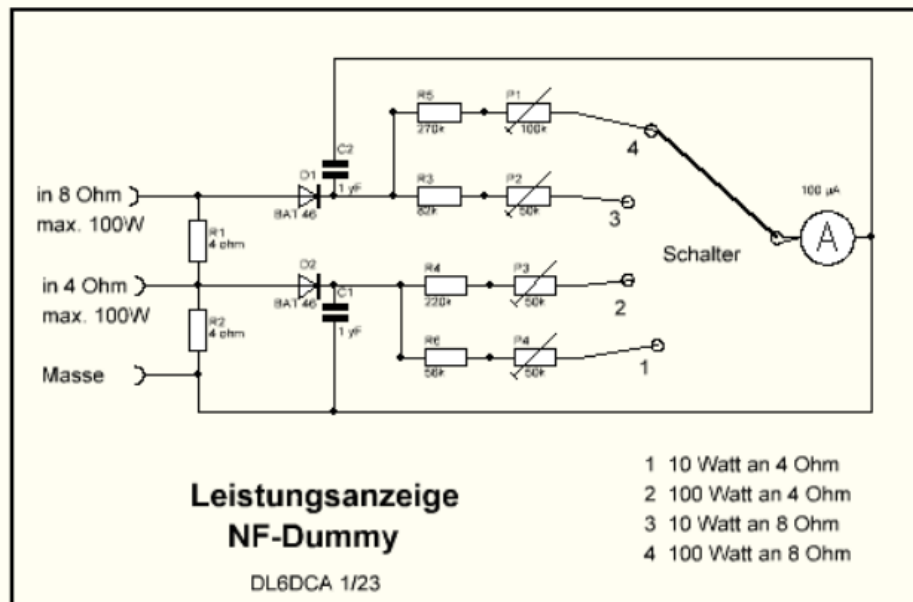 R5
270k
P1
100k
4
C2
1 yF
D1
BAT 46
R3
82k
P2
50k
3
100 µA
A
in 8 Ohm
max. 100W
R1
4 ohm
Schalter
D2
BAT 46
C1
1 yF
R4
220k
P3
50k
2
in 4 Ohm
max. 100W
R2
4 ohm
R6
56k
P4
50k
1
Masse
Leistungsanzeige
NF-Dummy
DL6DCA 1/23
1 10 Watt an 4 Ohm
2 100 Watt an 4 Ohm
3 10 Watt an 8 Ohm
4 100 Watt an 8 Ohm